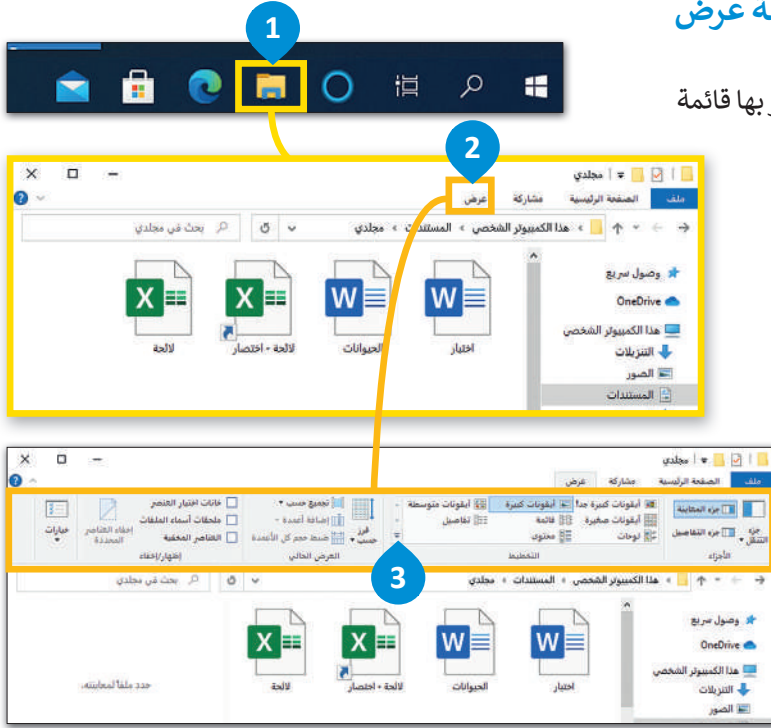 ه عرض
بها قائمة
1
2
مجلدي
ملف الصفحة الرئيسية مشاركة عرض
هذا الكمبيوتر الشخصي › المستندات › مجلدي
بحث في مجلدي
وصول سريع
OneDrive
هذا الكمبيوتر الشخصي
التنزيلات
الصور
المستندات
اختبار
الحيوانات
لائحة - اختصار
لائحة
مجلدي
ملف الصفحة الرئيسية مشاركة عرض
جزء التنقل
جزء المعاينة
جزء التفاصيل
الأجزاء
أيقونات كبيرة جداً أيقونات كبيرة أيقونات متوسطة
أيقونات صغيرة قائمة تفاصيل
لوحات محتوى
التخطيط
فرز حسب
تجميع حسب
إضافة أعمدة
ضبط حجم كل الأعمدة
العرض الحالي
خانات اختيار العنصر
ملحقات أسماء الملفات
العناصر المخفية
إخفاء العناصر المحددة
إظهار/إخفاء
خيارات
3
هذا الكمبيوتر الشخصي › المستندات › مجلدي
بحث في مجلدي
وصول سريع
OneDrive
هذا الكمبيوتر الشخصي
التنزيلات
الصور
اختبار
الحيوانات
لائحة - اختصار
لائحة
حدد ملفاً لمعاينته.